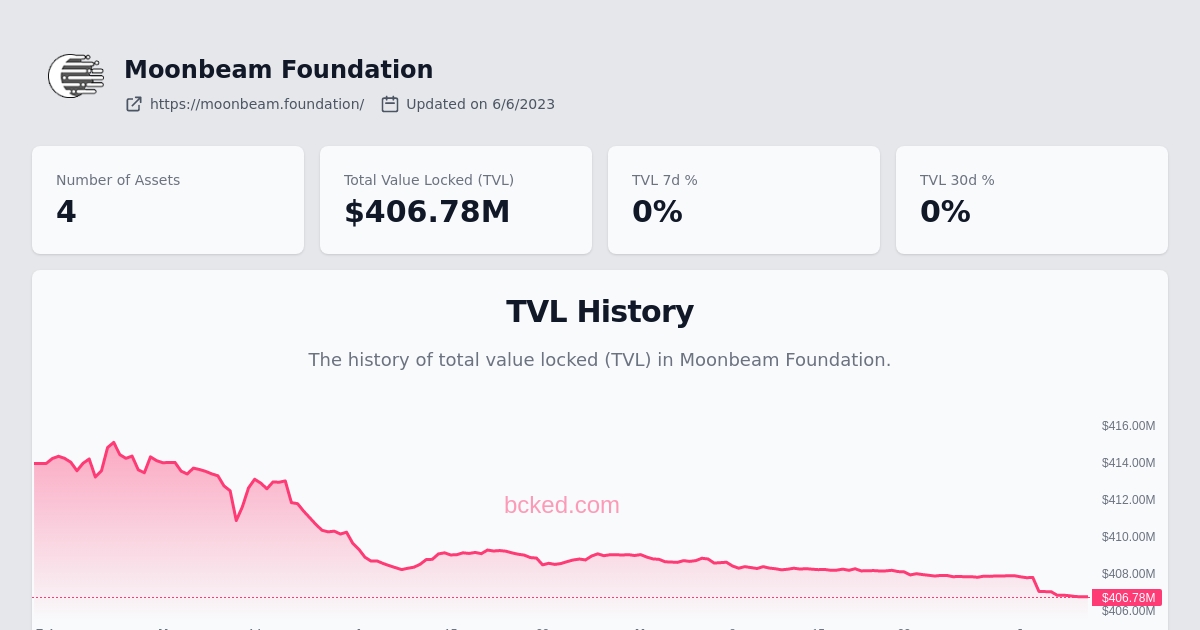 Moonbeam Foundation
https://moonbeam.foundation/ Updated on 6/6/2023
Number of Assets
4
Total Value Locked (TVL)
$406.78M
TVL 7d %
0%
TVL 30d %
0%
TVL History
The history of total value locked (TVL) in Moonbeam Foundation.
bcked.com
$416.00M
$414.00M
$412.00M
$410.00M
$408.00M
$406.78M
$406.00M